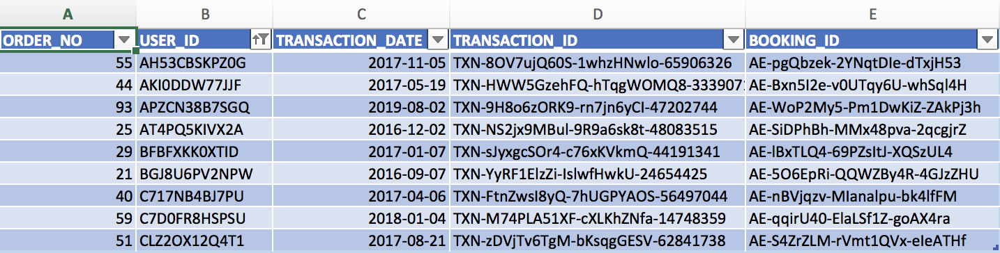 A B C D E
ORDER_NO USER_ID TRANSACTION_DATE TRANSACTION_ID BOOKING_ID
55 AH53CBSKPZ0G 2017-11-05 TXN-8OV7ujQ60S-1whzHNwlo-65906326 AE-pgQbzek-2YNqtDIe-dTxjH53
44 AKI0DDW77JJF 2017-05-19 TXN-HWW5GzehFQ-hTqgWOMQ8-3339071 AE-Bxn5I2e-v0UTqy6U-whSqI4H
93 APZCN38B7SGQ 2019-08-02 TXN-9H8o6zORK9-rn7jn6yCI-47202744 AE-WoP2My5-Pm1DwKiZ-ZAkPj3h
25 AT4PQ5KIVX2A 2016-12-02 TXN-NS2jx9MBul-9R9a6sk8t-48083515 AE-SiDPhBh-MMx48pva-2qcgjrZ
29 BFBFXKK0XTID 2017-01-07 TXN-sJyxgcSOr4-c76xKVkmQ-44191341 AE-lBxTLQ4-69PZsItJ-XQSzUL4
21 BGJ8U6PV2NPW 2016-09-07 TXN-YyRF1ElzZi-IslwfHwkU-24654425 AE-5O6EpRi-QQWZBy4R-4GJzZHU
40 C717NB4BJ7PU 2017-04-06 TXN-FtnZwsI8yQ-7hUGPYAOS-56497044 AE-nBVjqzv-MIanalpu-bk4lfFM
59 C7D0FR8HSPSU 2018-01-04 TXN-M74PLA51XF-cXLKhZNfa-14748359 AE-qqirU40-ElaLSf1Z-goAX4ra
51 CLZ2OX12Q4T1 2017-08-21 TXN-zDVjTv6TgM-bKsqgGESV-62841738 AE-S4ZrZLM-rVmt1QVx-eIeATHf